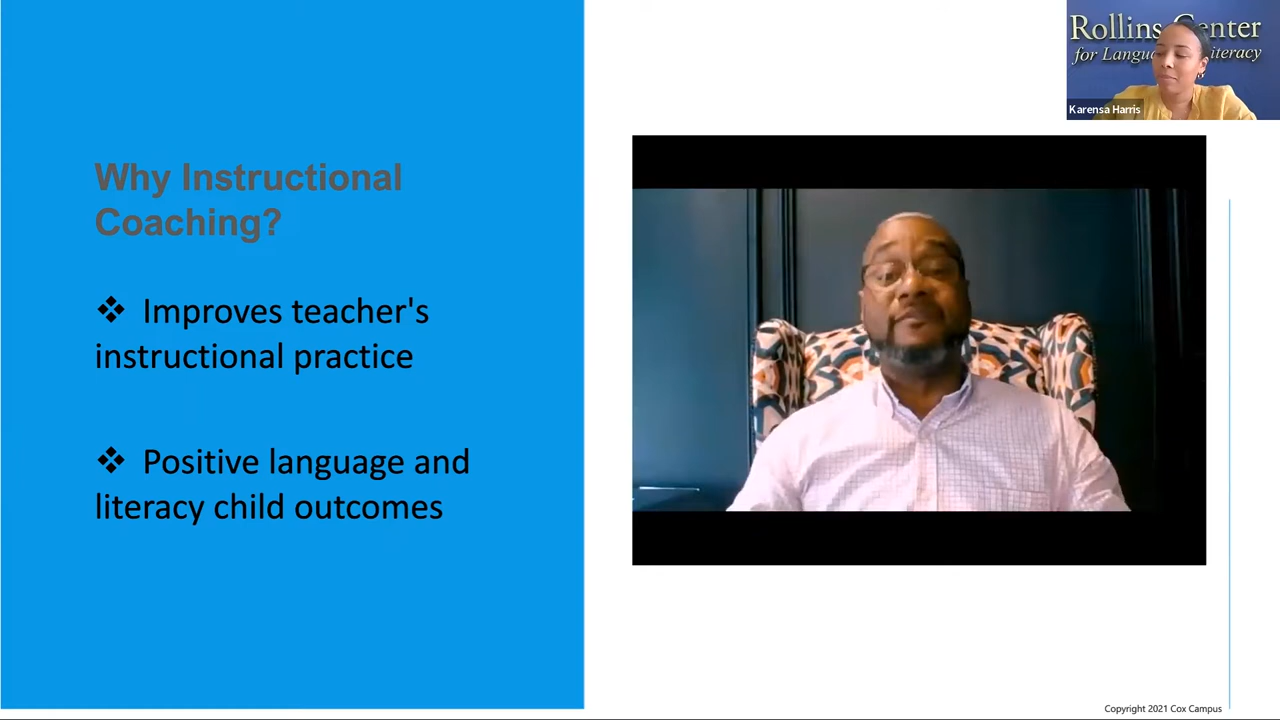 Rollins Center
for Langu
iteracy
Karensa Harris
Why Instructional
Coaching?
❖ Improves teacher's
instructional practice
❖ Positive language and
literacy child outcomes
Copyright 2021 Cox Campus